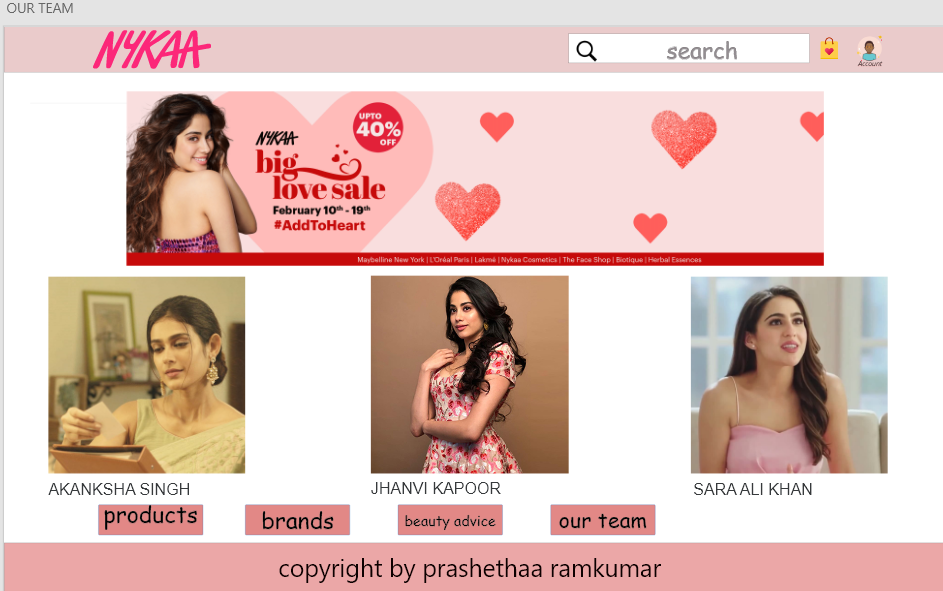 OUR TEAM
NYKAA
search
Account
UPTO
40%
OFF
NYKAA
big
love sale
February 10th - 19th
#AddToHeart
Maybelline New York | L'Oréal Paris | Lakmé | Nykaa Cosmetics | The Face Shop | Biotique | Herbal Essences
AKANKSHA SINGH
JHANVI KAPOOR
SARA ALI KHAN
products
brands
beauty advice
our team
copyright by prashethaa ramkumar